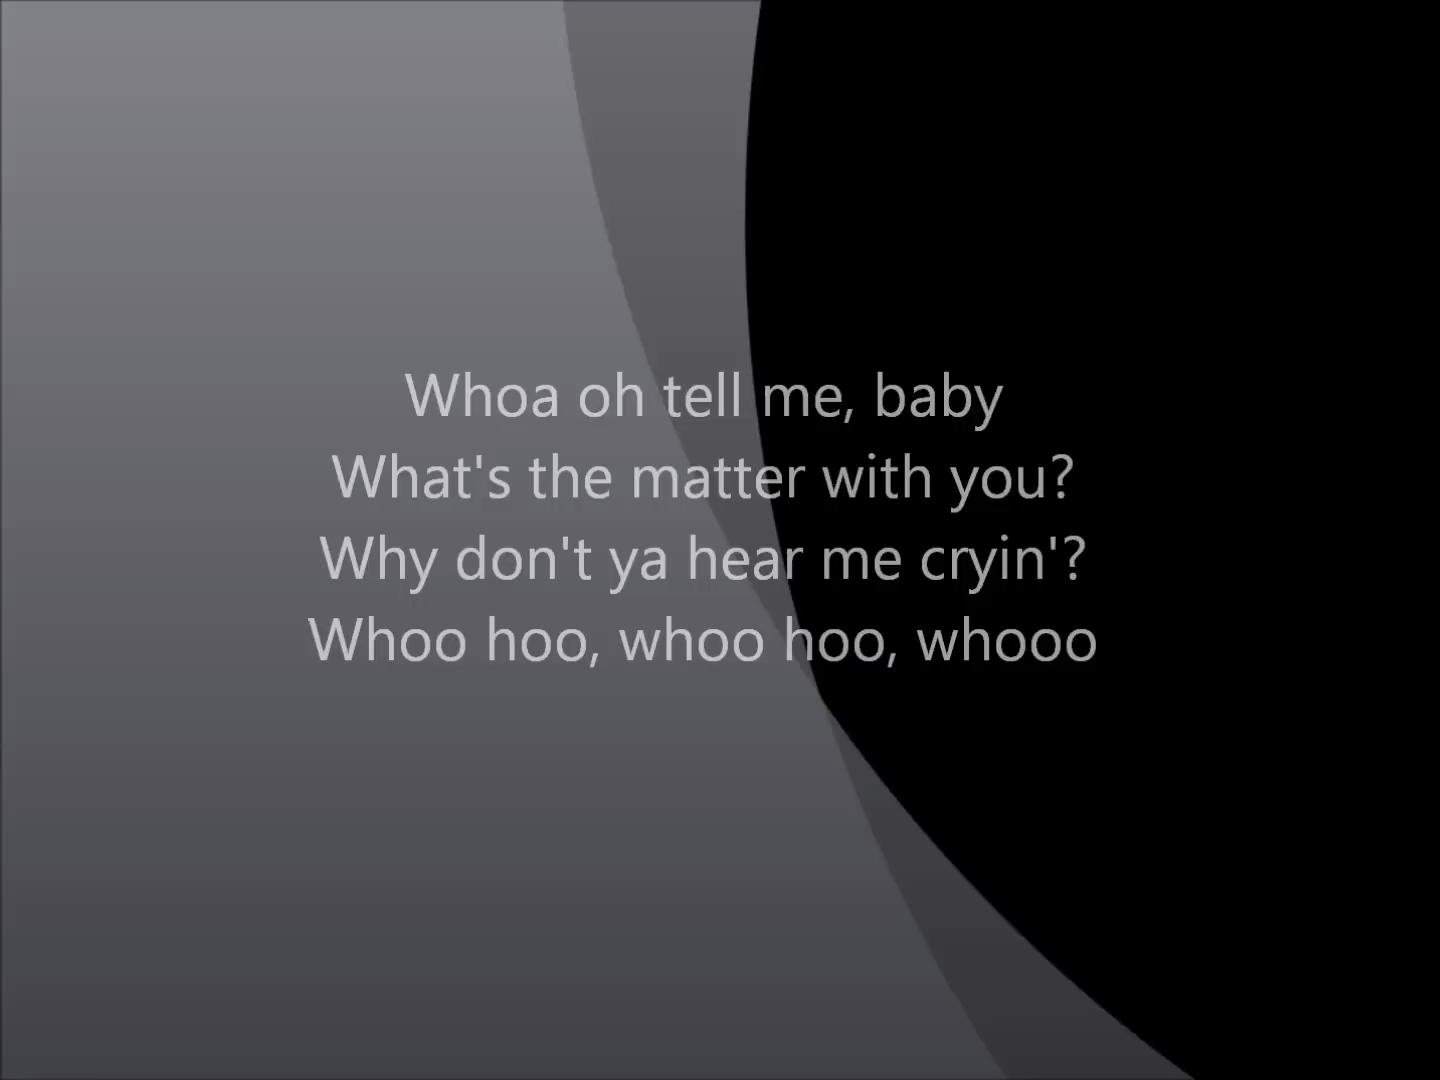 Whoa oh tell me, baby
What's the matter with you?
Why don't ya hear me cryin'?
Whoo hoo, whoo hoo, whooo